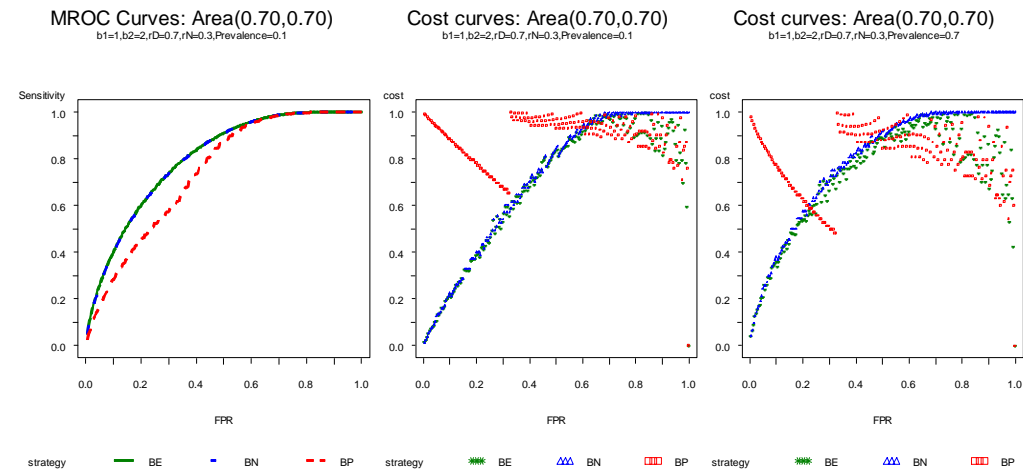 MROC Curves: Area(0.70,0.70)
b1=1,b2=2,rD=0.7,rN=0.3,Prevalence=0.1
Sensitivity
1.0
0.8
0.6
0.4
0.2
0.0
0.0 0.2 0.4 0.6 0.8 1.0
FPR
strategy BE BN BP
Cost curves: Area(0.70,0.70)
b1=1,b2=2,rD=0.7,rN=0.3,Prevalence=0.1
cost
1.0
0.8
0.6
0.4
0.2
0.0
0.0 0.2 0.4 0.6 0.8 1.0
FPR
strategy BE BN BP
Cost curves: Area(0.70,0.70)
b1=1,b2=2,rD=0.7,rN=0.3,Prevalence=0.7
cost
1.0
0.8
0.6
0.4
0.2
0.0
0.0 0.2 0.4 0.6 0.8 1.0
FPR
strategy BE BN BP